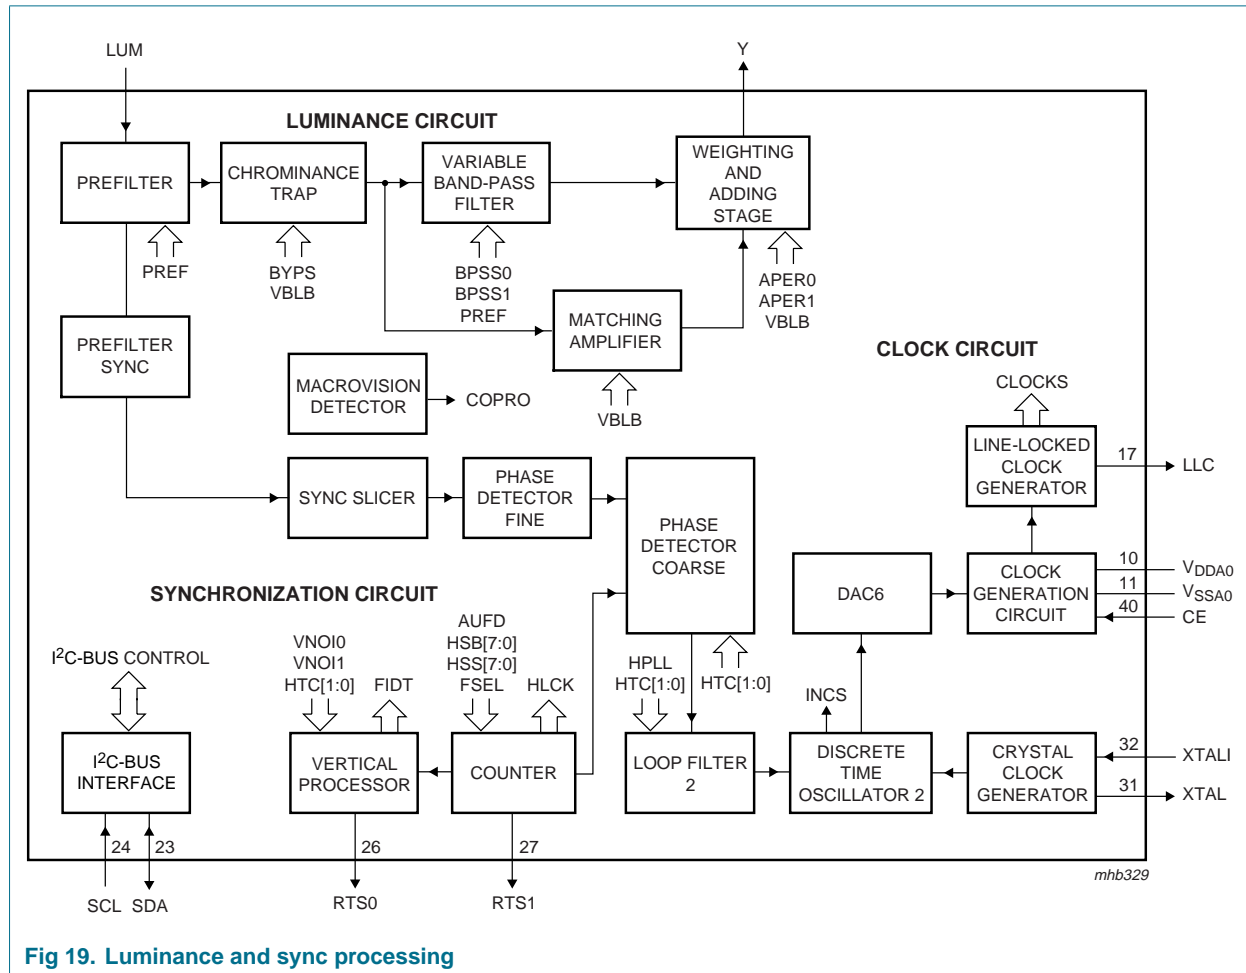 LUM
Y
LUMINANCE CIRCUIT
PREFILTER
CHROMINANCE
TRAP
VARIABLE
BAND-PASS
FILTER
WEIGHTING
AND
ADDING
STAGE
PREF
BYPS
VBLB
BPSS0
BPSS1
PREF
APER0
APER1
VBLB
PREFILTER
SYNC
MATCHING
AMPLIFIER
VBLB
MACROVISION
DETECTOR
COPRO
CLOCK CIRCUIT
CLOCKS
LINE-LOCKED
CLOCK
GENERATOR
17
LLC
SYNC SLICER
PHASE
DETECTOR
FINE
PHASE
DETECTOR
COARSE
SYNCHRONIZATION CIRCUIT
DAC6
CLOCK
GENERATION
CIRCUIT
10
VDDA0
11
VSSA0
40
CE
I2C-BUS CONTROL
VNOI0
VNOI1
HTC[1:0]
FIDT
AUFD
HSB[7:0]
HSS[7:0]
FSEL
HLCK
HPLL
HTC[1:0]
HTC[1:0]
INCS
I2C-BUS
INTERFACE
VERTICAL
PROCESSOR
COUNTER
LOOP FILTER
2
DISCRETE
TIME
OSCILLATOR 2
CRYSTAL
CLOCK
GENERATOR
32
XTALI
31
XTAL
24
23
26
27
SCL
SDA
RTS0
RTS1
mhb329
Fig 19. Luminance and sync processing